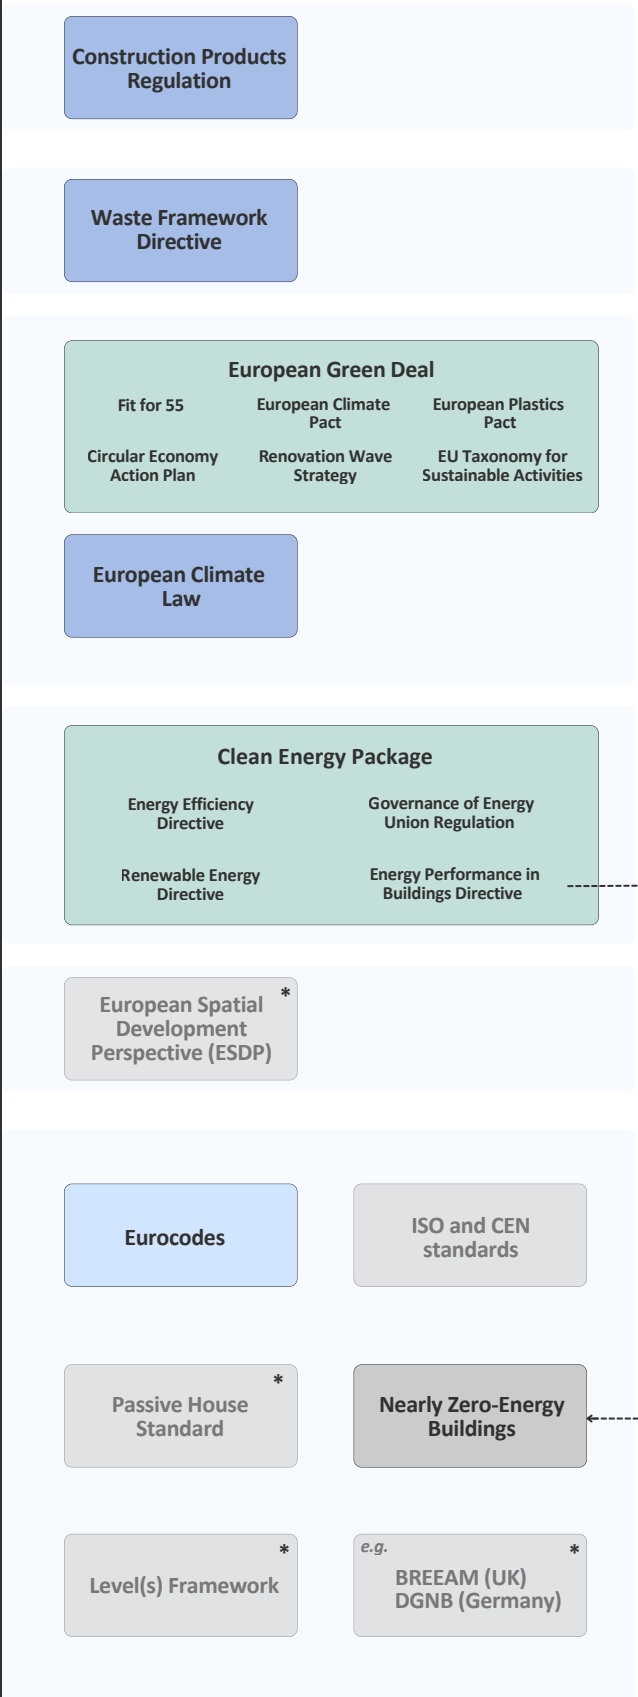 Construction Products
Regulation
Waste Framework
Directive
European Green Deal
Fit for 55
European Climate
Pact
European Plastics
Pact
Circular Economy
Action Plan
Renovation Wave
Strategy
EU Taxonomy for
Sustainable Activities
European Climate
Law
Clean Energy Package
Energy Efficiency
Directive
Governance of Energy
Union Regulation
Renewable Energy
Directive
Energy Performance in
Buildings Directive
*
European Spatial
Development
Perspective (ESDP)
Eurocodes
ISO and CEN
standards
*
Passive House
Standard
Nearly Zero-Energy
Buildings
*
Level(s) Framework
e.g. *
BREEAM (UK)
DGNB (Germany)